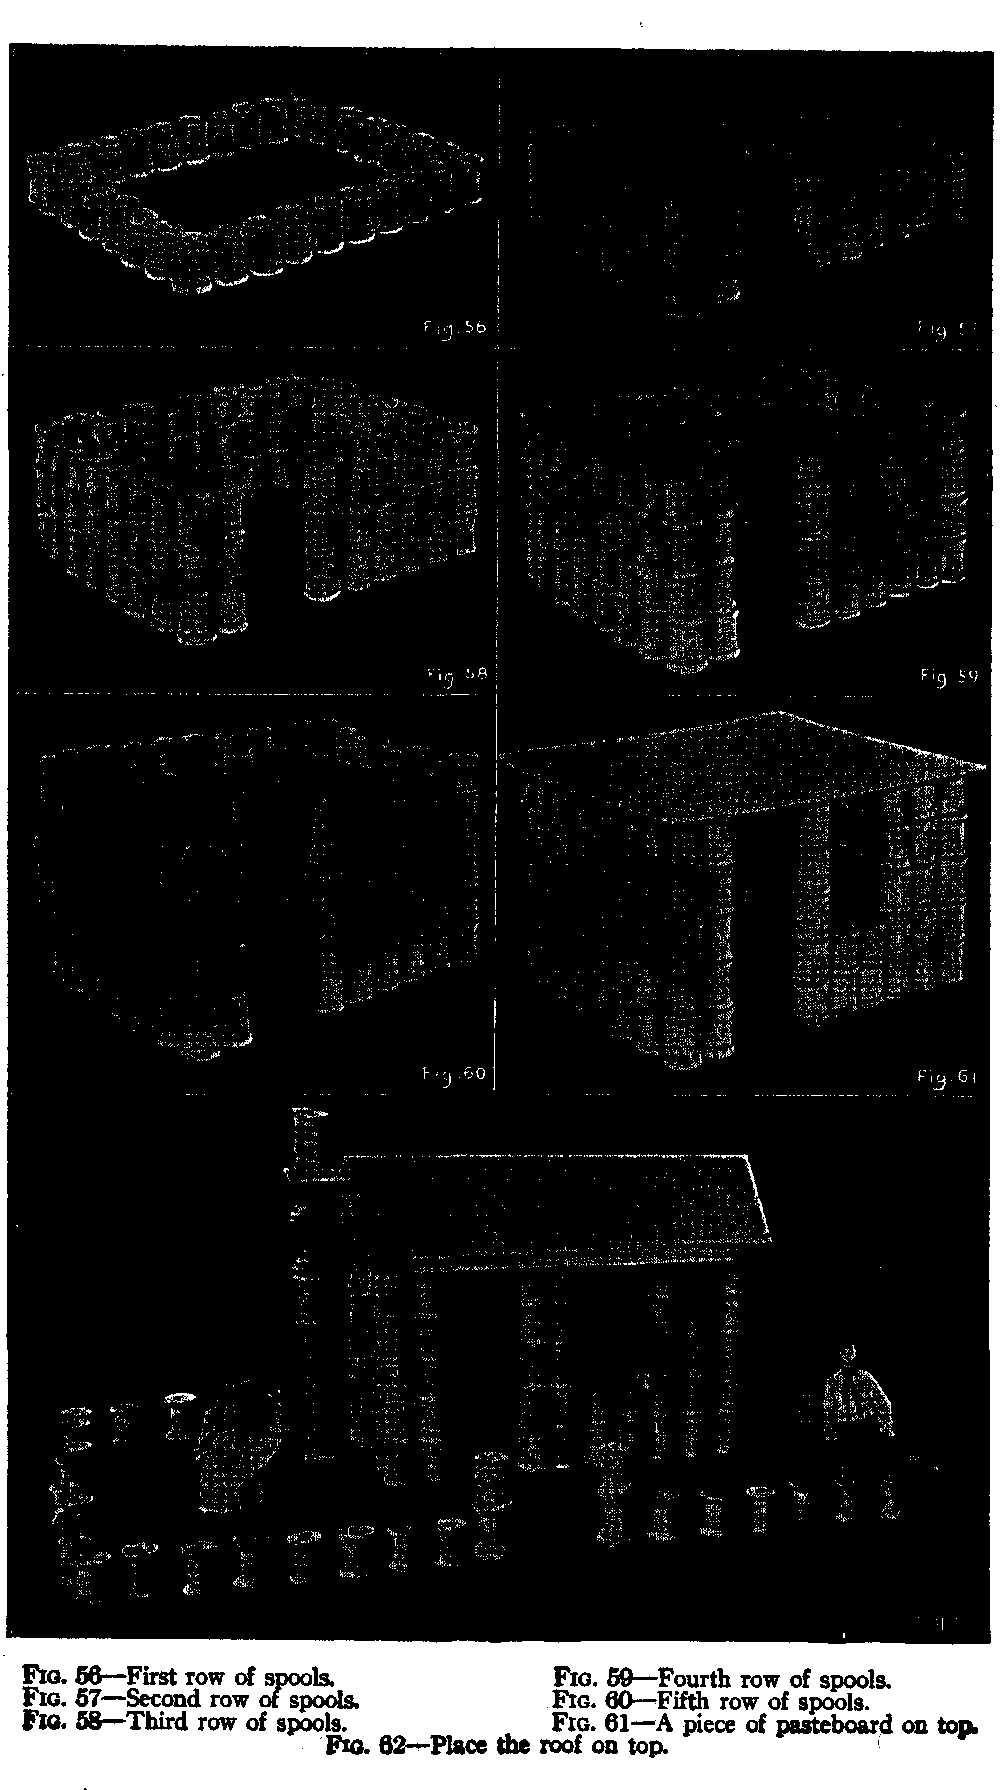 Fig. 56
Fig.
Fig. 58
Fig 59
Fig. 60
Fig. 61
FIG. 56—First row of spools.
FIG. 57—Second row of spools.
FIG. 58—Third row of spools.
FIG. 59—Fourth row of spools.
FIG. 60—Fifth row of spools.
FIG. 61—A piece of pasteboard on top.
FIG. 62—Place the roof on top.